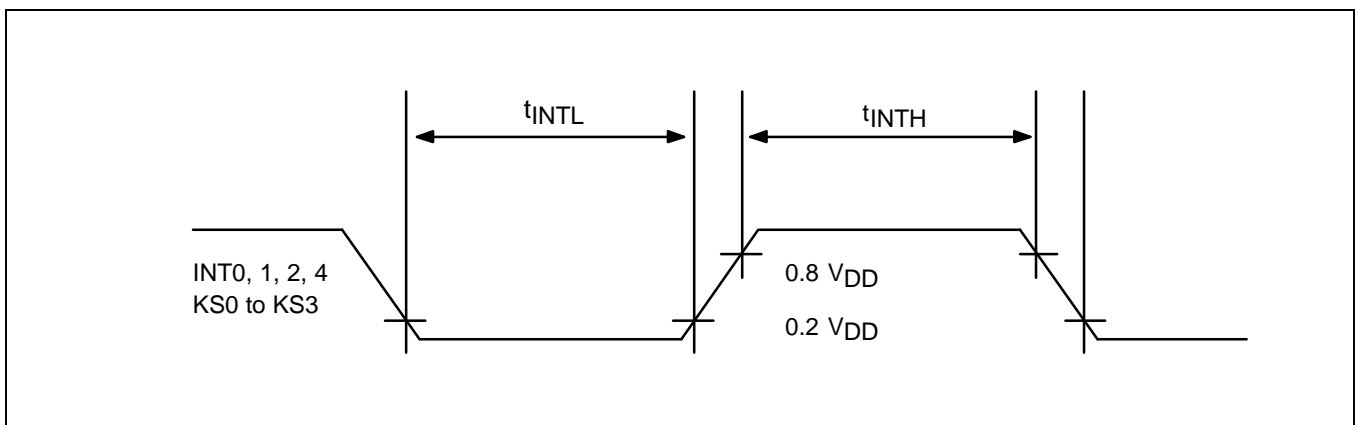 tINTL
tINTH
INT0, 1, 2, 4
KS0 to KS3
0.8 VDD
0.2 VDD